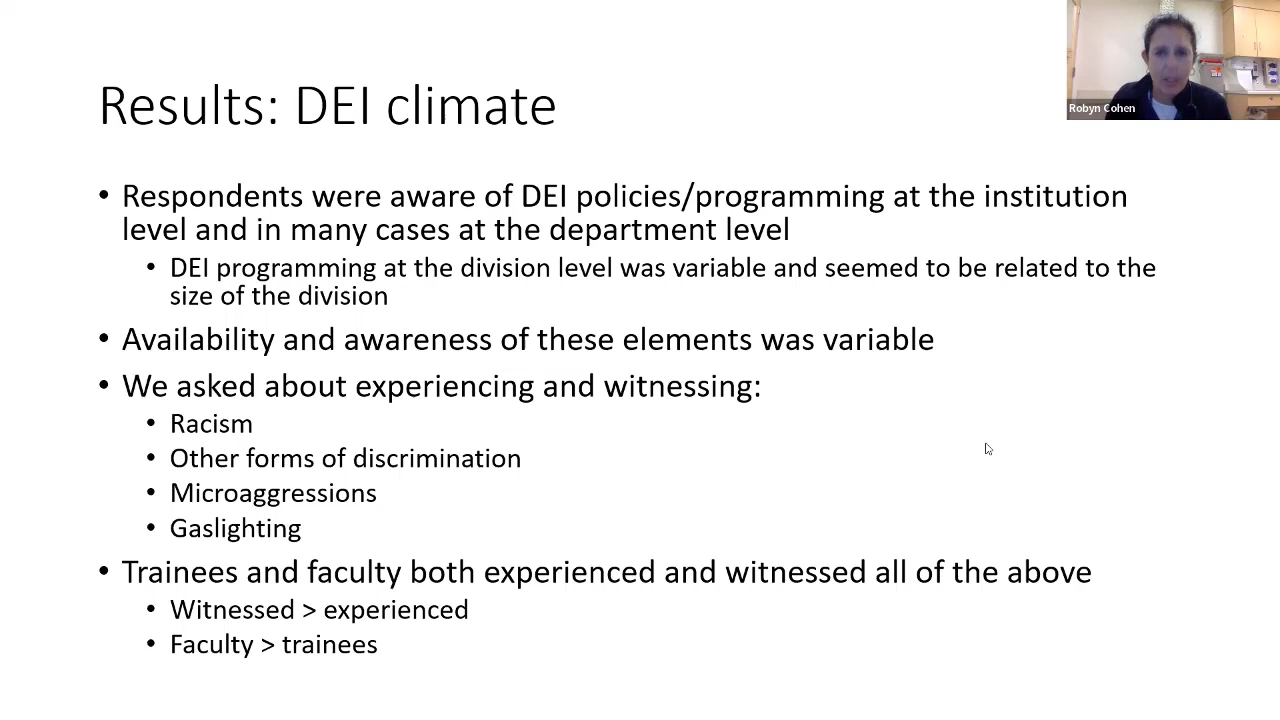 Robyn Cohen
Results: DEI climate
• Respondents were aware of DEI policies/programming at the institution
level and in many cases at the department level
• DEI programming at the division level was variable and seemed to be related to the
size of the division
• Availability and awareness of these elements was variable
• We asked about experiencing and witnessing:
• Racism
• Other forms of discrimination
• Microaggressions
• Gaslighting
• Trainees and faculty both experienced and witnessed all of the above
• Witnessed > experienced
• Faculty > trainees